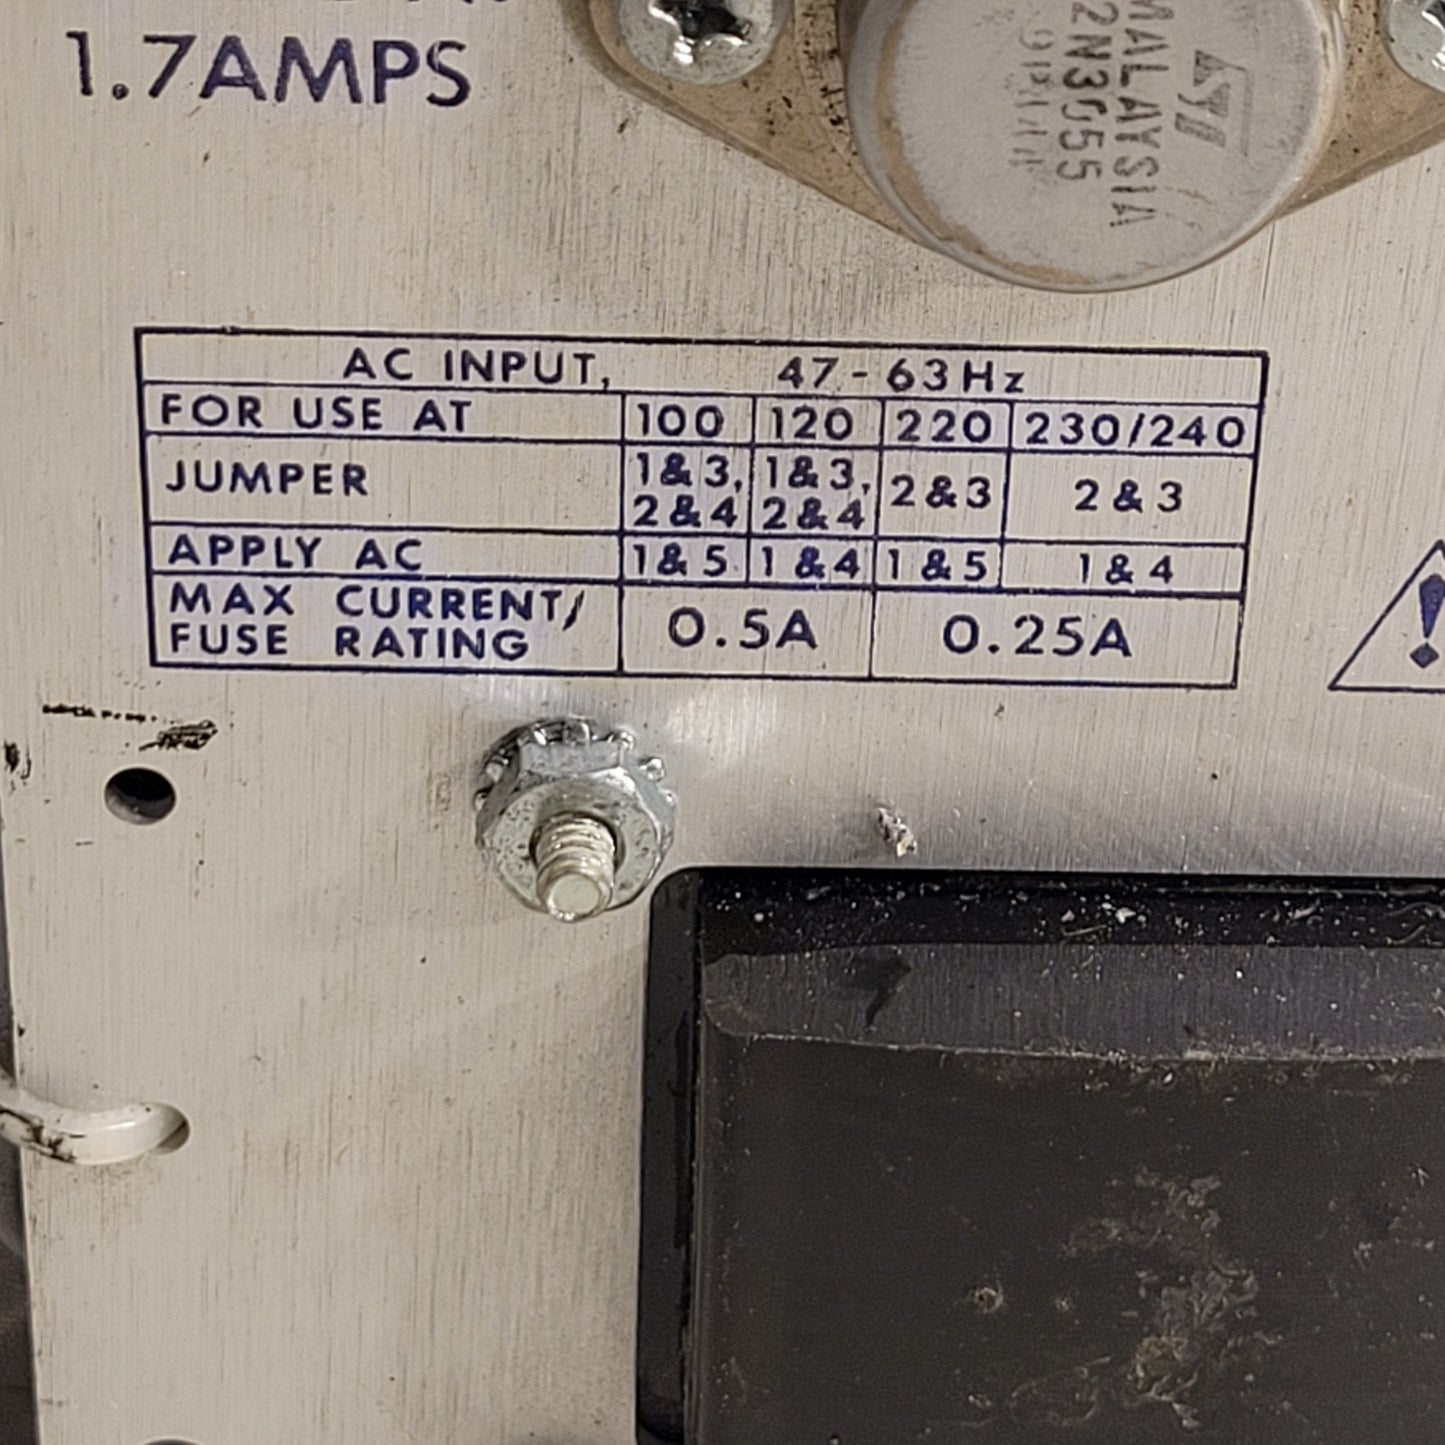 1.7AMPS
MALAYSIA
2N3055
AC INPUT, 47-63Hz
FOR USE AT 100 120 220 230/240
JUMPER 1&3, 2&4 1&3, 2&4 2&3 2&3
APPLY AC 1&5 1&4 1&5 1&4
MAX CURRENT/
FUSE RATING 0.5A 0.25A
!